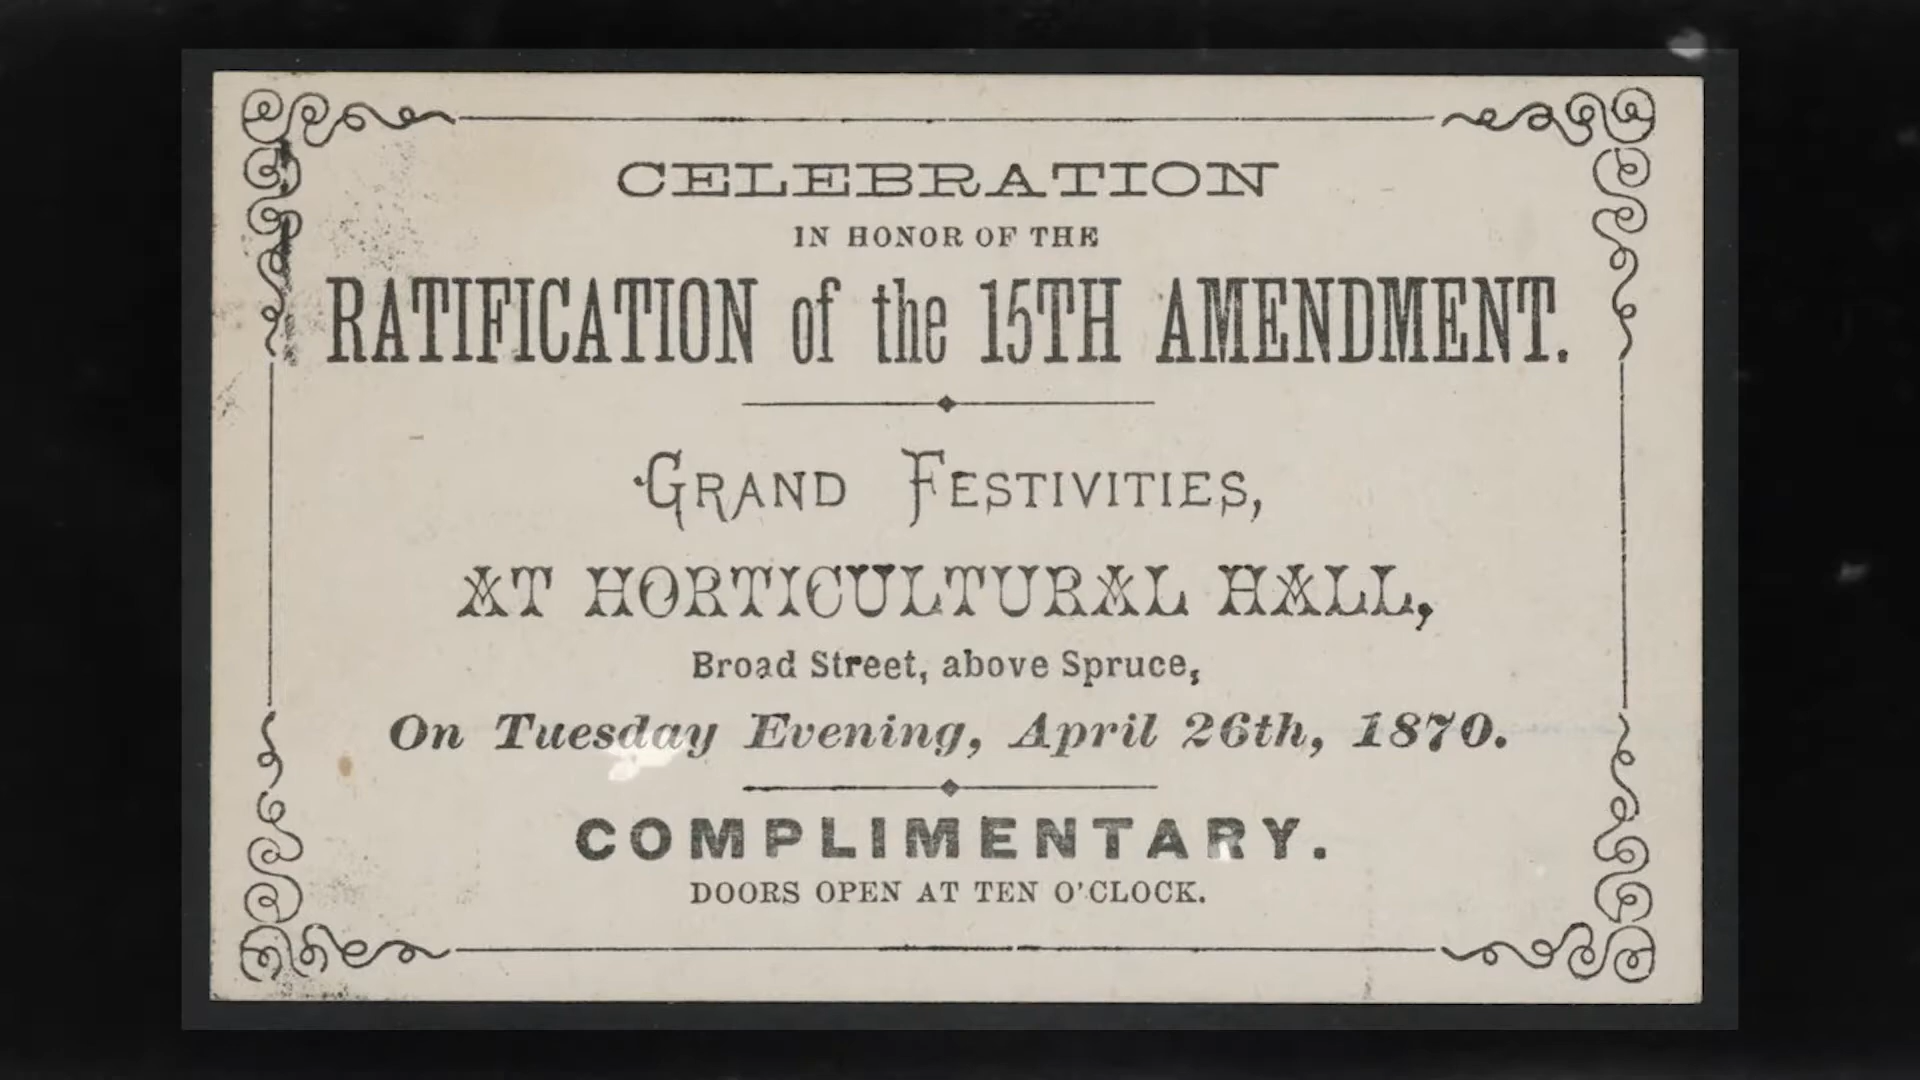 CELEBRATION
IN HONOR OF THE
RATIFICATION of the 15TH AMENDMENT.
GRAND FESTIVITIES,
AT HORTICULTURAL HALL,
Broad Street, above Spruce,
On Tuesday Evening, April 26th, 1870.
COMPLIMENTARY.
DOORS OPEN AT TEN O'CLOCK.